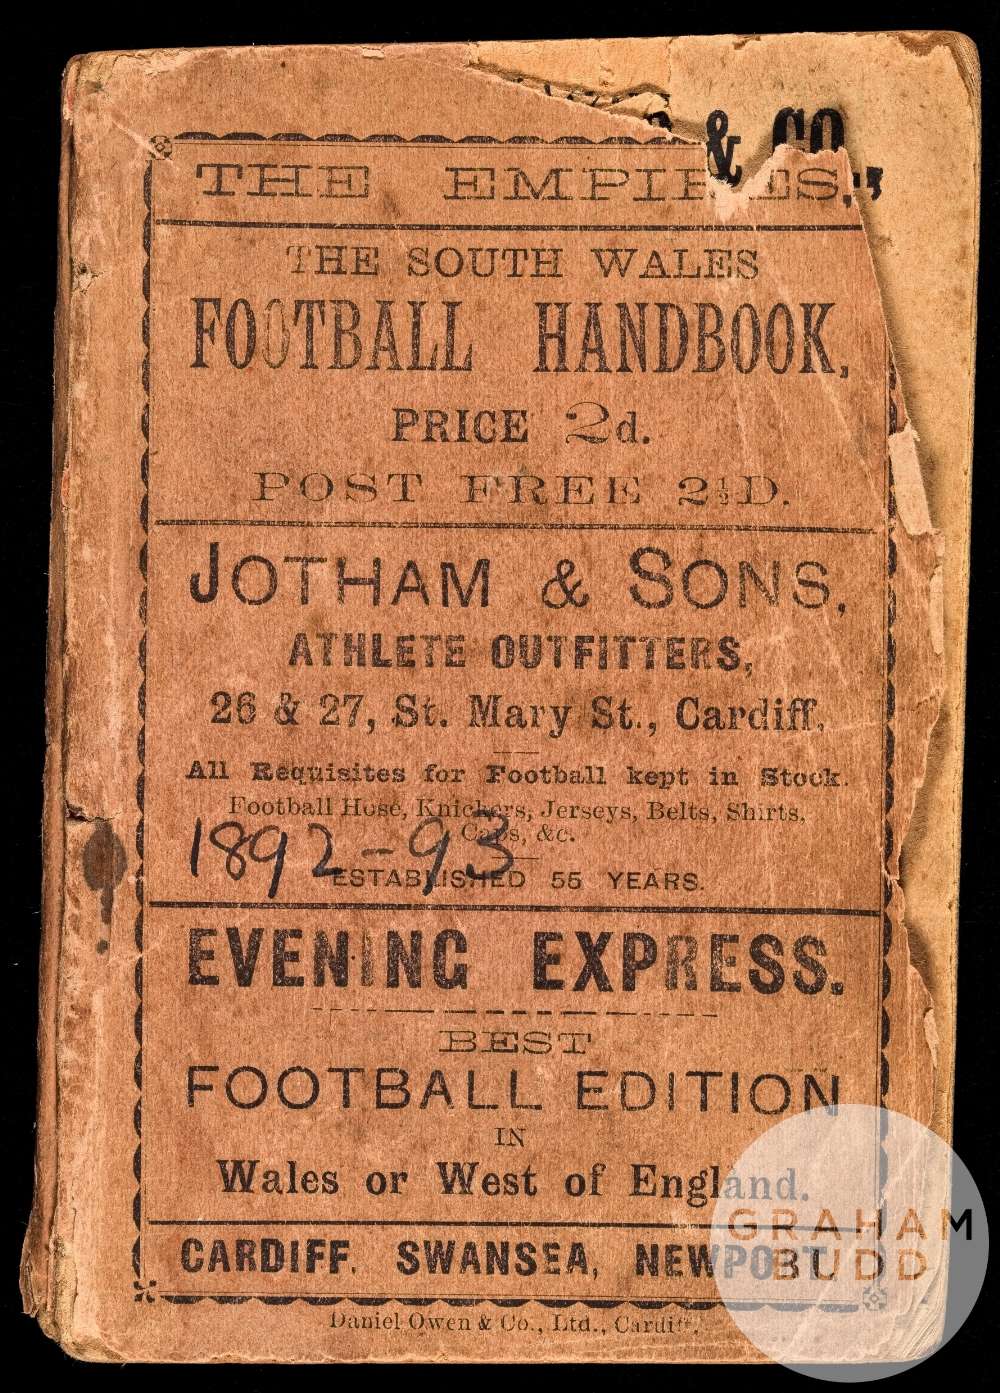 & CO.,
THE EMPIRES,
THE SOUTH WALES
FOOTBALL HANDBOOK,
PRICE 2d.
POST FREE 2½D.
JOTHAM & SONS,
ATHLETE OUTFITTERS,
26 & 27, St. Mary St., Cardiff,
All Requisites for Football kept in Stock.
Football Hose, Knickers, Jerseys, Belts, Shirts,
Caps, &c.
1892-93
ESTABLISHED 55 YEARS.
EVENING EXPRESS.
BEST
FOOTBALL EDITION
IN
Wales or West of England.
CARDIFF. SWANSEA, NEWPORT.
Daniel Owen & Co., Ltd., Cardiff.
GRAHAM
BUDD